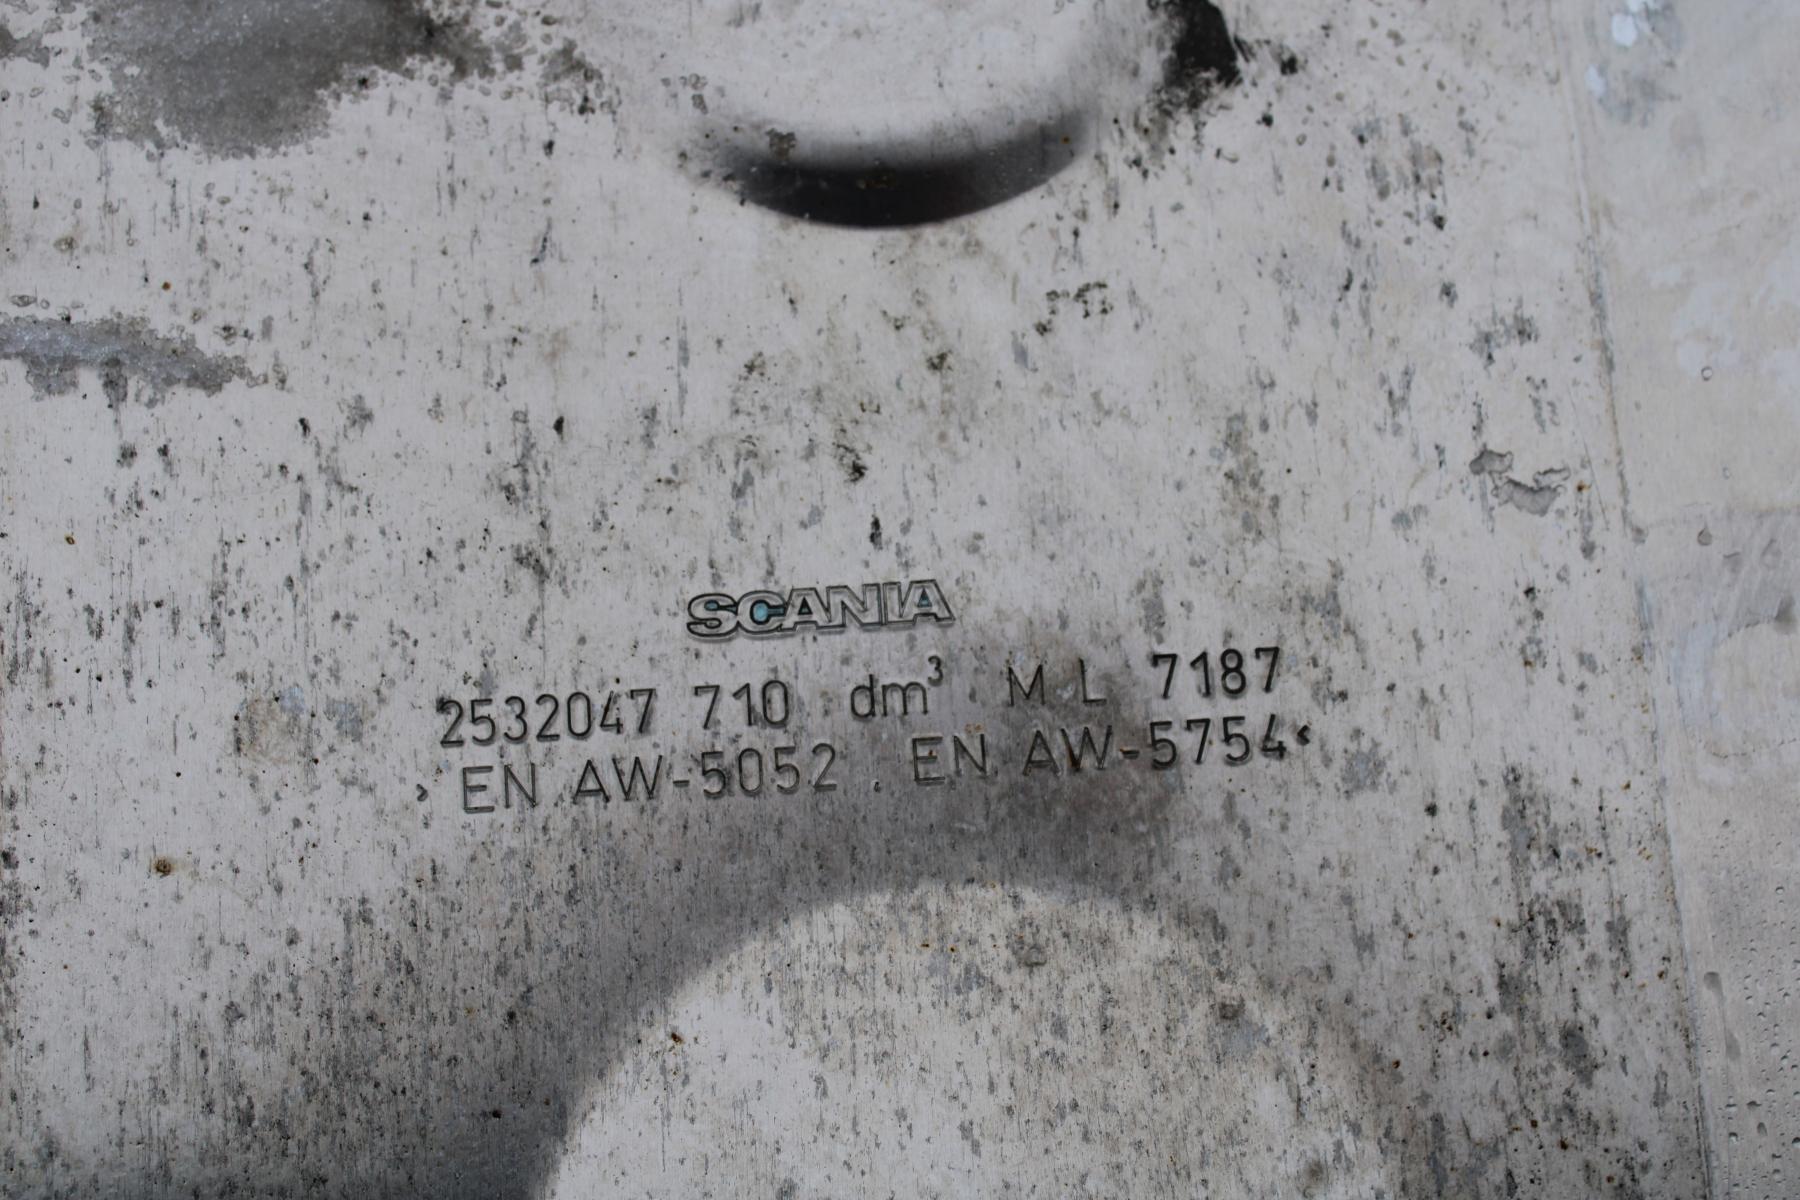 SCANIA
2532047 710 dm³ M L 7187
> EN AW-5052 , EN AW-5754 <